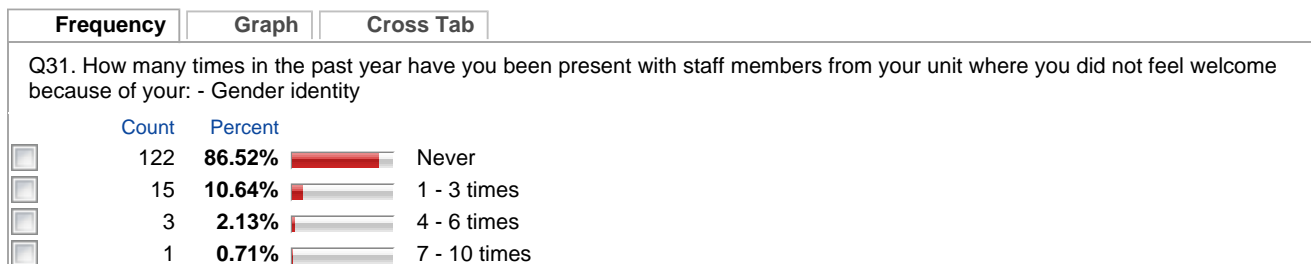 Frequency Graph Cross Tab
Q31. How many times in the past year have you been present with staff members from your unit where you did not feel welcome
because of your: - Gender identity
Count Percent
122 86.52% Never
15 10.64% 1 - 3 times
3 2.13% 4 - 6 times
1 0.71% 7 - 10 times